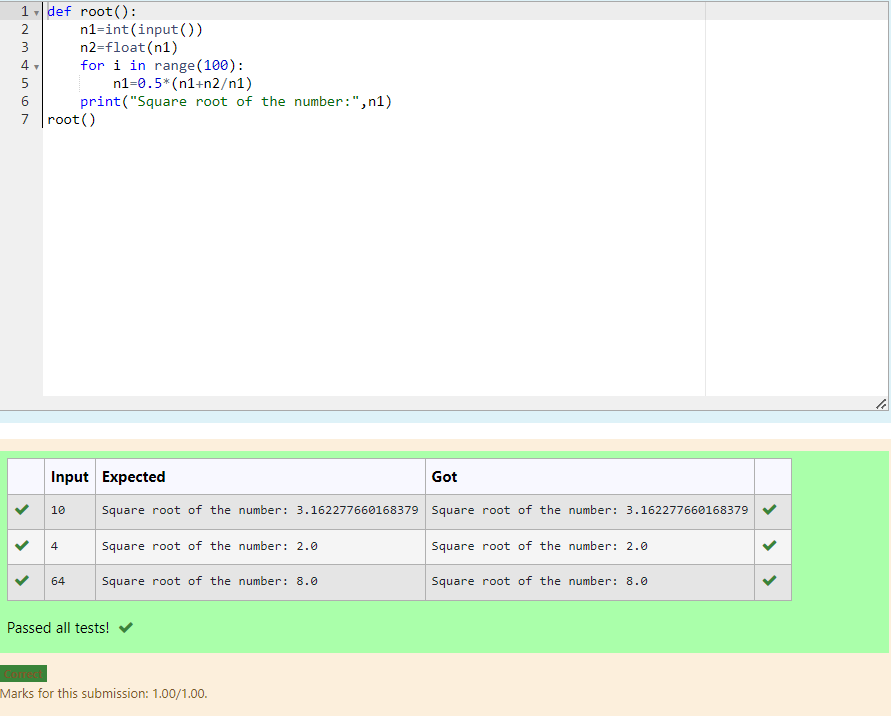 1 def root():
2     n1=int(input())
3     n2=float(n1)
4     for i in range(100):
5         n1=0.5*(n1+n2/n1)
6     print("Square root of the number:",n1)
7 root()
Input Expected Got
10 Square root of the number: 3.162277660168379 Square root of the number: 3.162277660168379
4 Square root of the number: 2.0 Square root of the number: 2.0
64 Square root of the number: 8.0 Square root of the number: 8.0
Passed all tests!
Correct
Marks for this submission: 1.00/1.00.